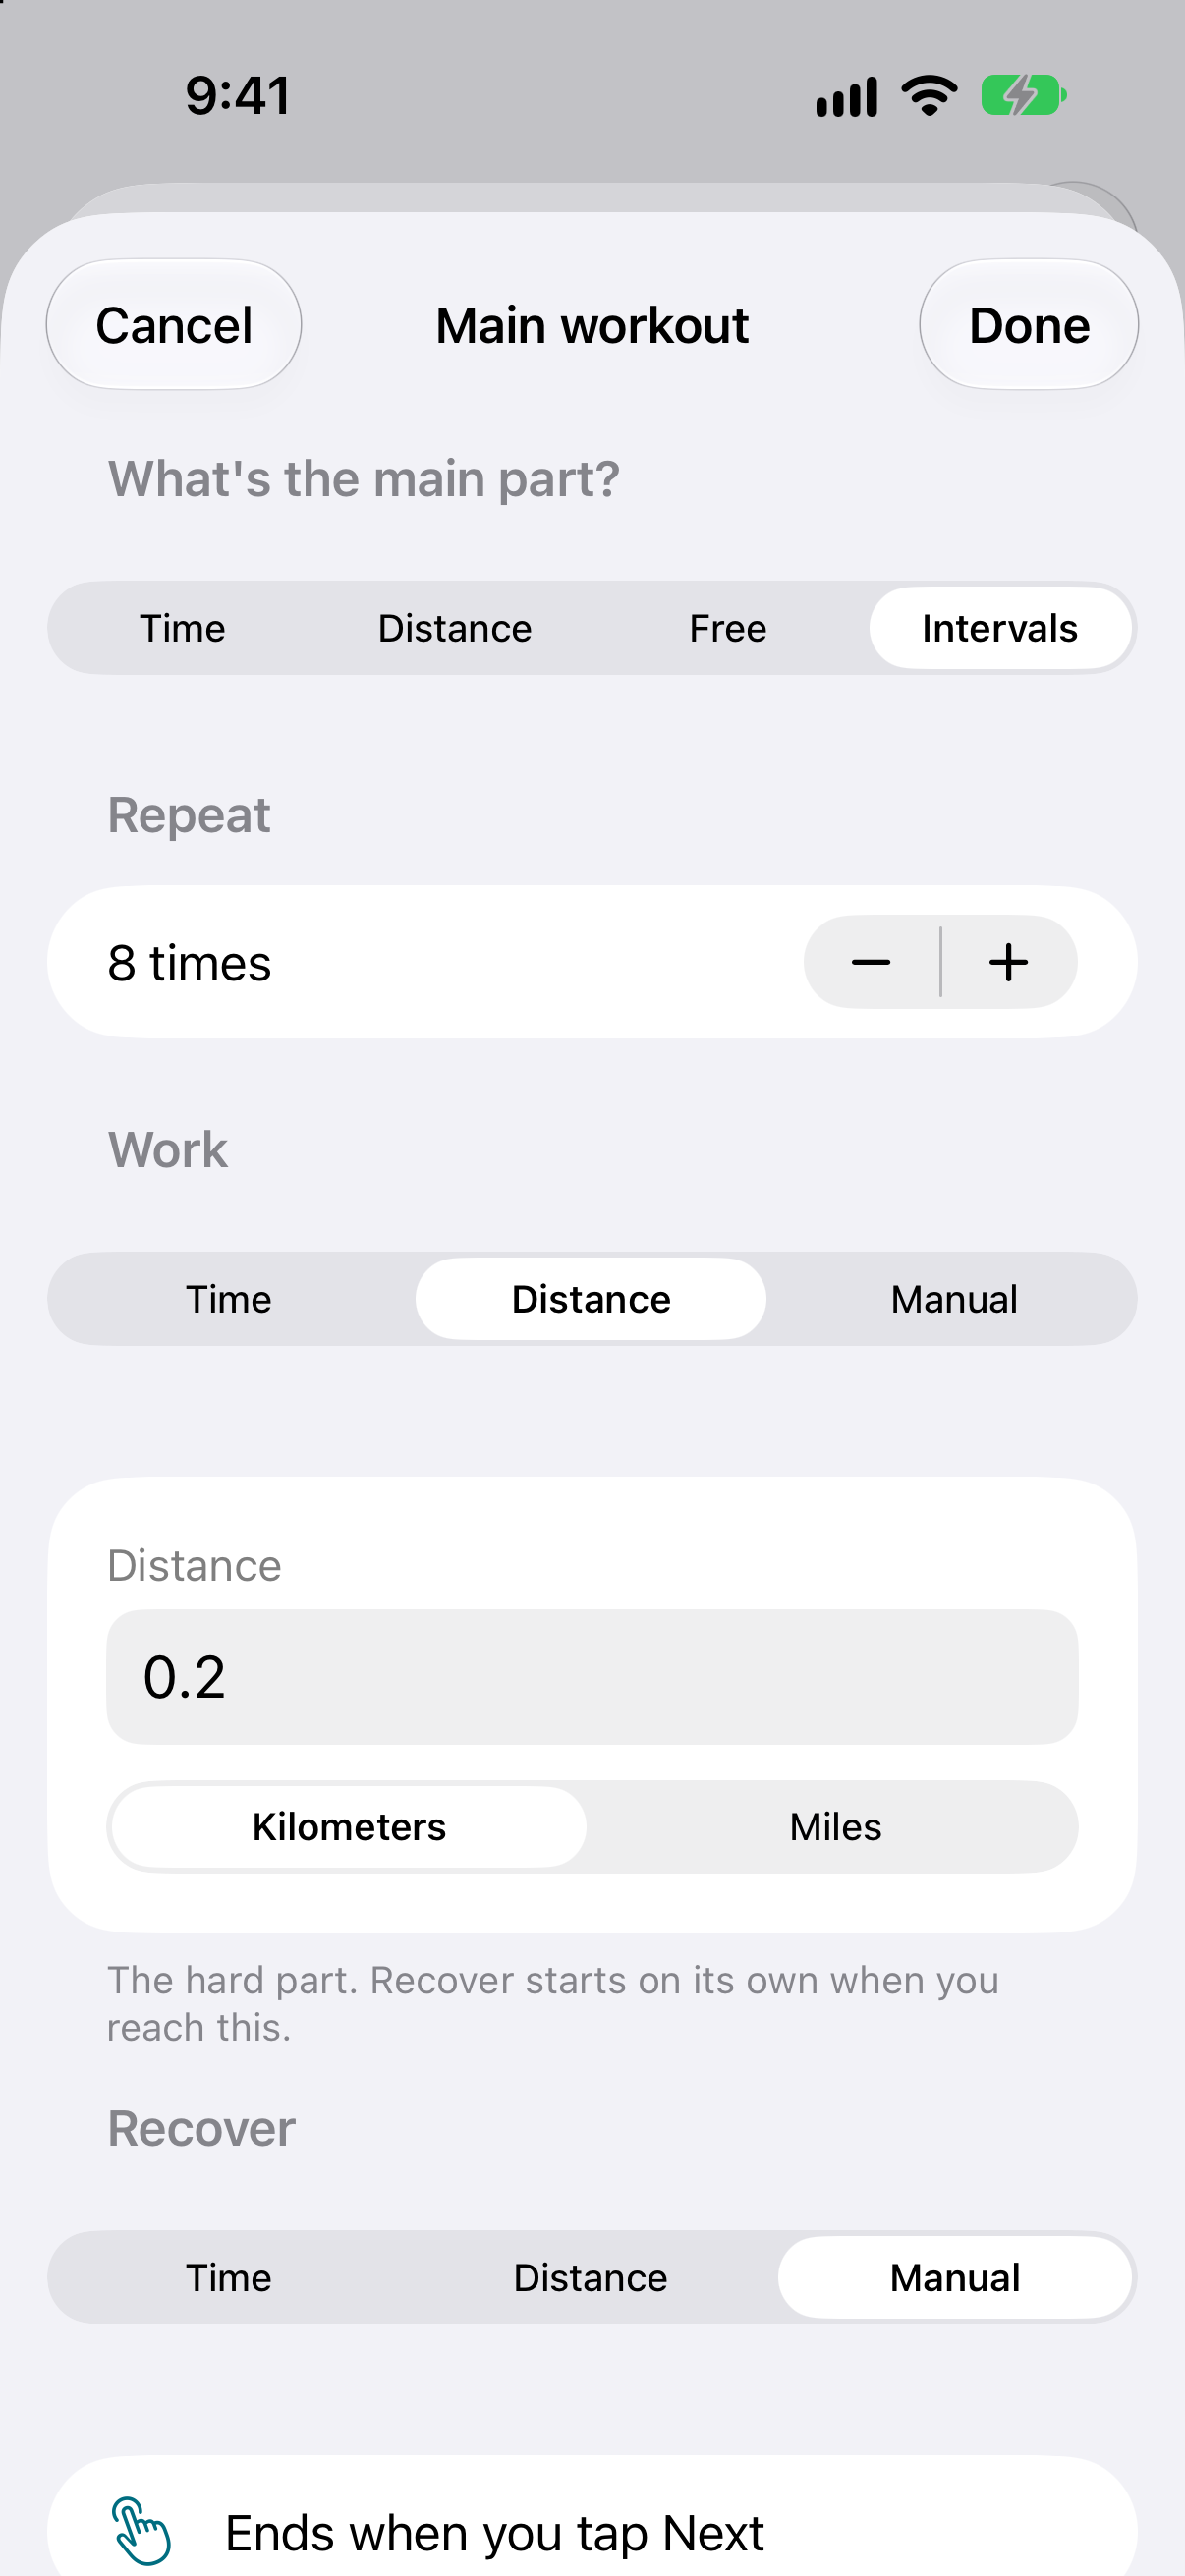 9:41
Cancel
Main workout
Done
What's the main part?
Time
Distance
Free
Intervals
Repeat
8 times
Work
Time
Distance
Manual
Distance
0.2
Kilometers
Miles
The hard part. Recover starts on its own when you
reach this.
Recover
Time
Distance
Manual
Ends when you tap Next